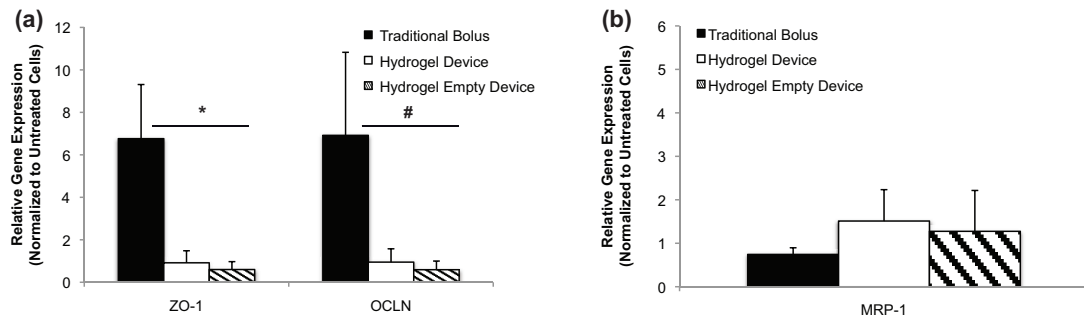 (a)
Relative Gene Expression
(Normalized to Untreated Cells)
12
10
8
6
4
2
0
Traditional Bolus
Hydrogel Device
Hydrogel Empty Device
*
#
ZO-1
OCLN
(b)
Relative Gene Expression
(Normalized to Untreated Cells)
6
5
4
3
2
1
0
Traditional Bolus
Hydrogel Device
Hydrogel Empty Device
MRP-1